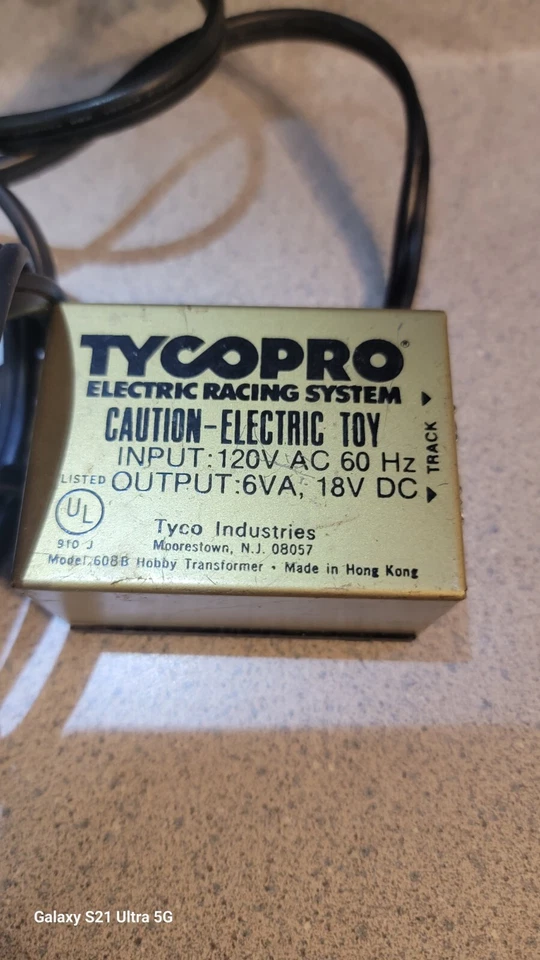 TYCOPRO®
ELECTRIC RACING SYSTEM
CAUTION-ELECTRIC TOY
INPUT:120V AC 60 Hz
LISTED OUTPUT:6VA, 18V DC
TRACK
UL
910 J
Tyco Industries
Moorestown, N.J. 08057
Model 608B Hobby Transformer • Made in Hong Kong
Galaxy S21 Ultra 5G